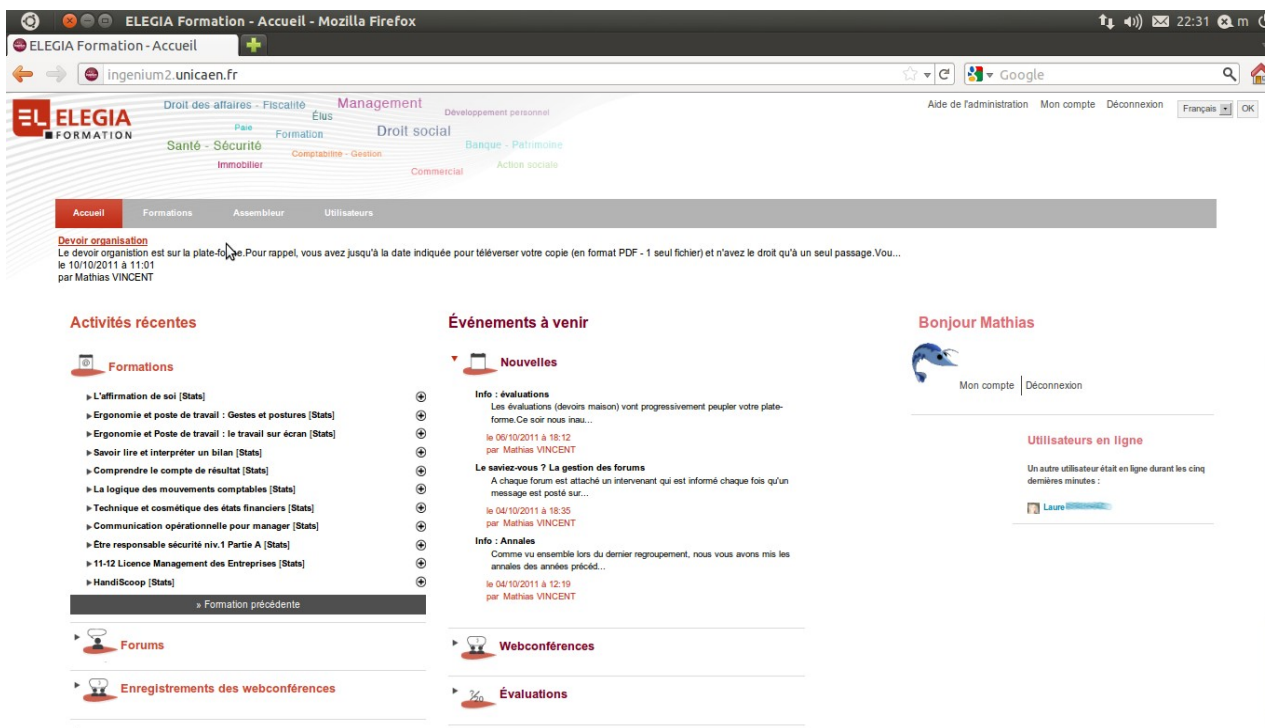 ELEGIA Formation - Accueil - Mozilla Firefox
22:31
m
ELEGIA Formation - Accueil
ingenium2.unicaen.fr
Google
EL ELEGIA
FORMATION
Droit des affaires - Fiscalité
Management
Élus
Développement personnel
Paie
Formation
Droit social
Santé - Sécurité
Comptabilité - Gestion
Banque - Patrimoine
Immobilier
Commercial
Action sociale
Aide de l'administration Mon compte Déconnexion Français OK
Accueil Formations Assembleur Utilisateurs
Devoir organisation
Le devoir organistion est sur la plate-fo e.Pour rappel, vous avez jusqu'à la date indiquée pour téléverser votre copie (en format PDF - 1 seul fichier) et n'avez le droit qu'à un seul passage.Vou...
le 10/10/2011 à 11:01
par Mathias VINCENT
Activités récentes
Formations
L'affirmation de soi [Stats]
Ergonomie et poste de travail : Gestes et postures [Stats]
Ergonomie et Poste de travail : le travail sur écran [Stats]
Savoir lire et interpréter un bilan [Stats]
Comprendre le compte de résultat [Stats]
La logique des mouvements comptables [Stats]
Technique et cosmétique des états financiers [Stats]
Communication opérationnelle pour manager [Stats]
Être responsable sécurité niv.1 Partie A [Stats]
11-12 Licence Management des Entreprises [Stats]
HandiScoop [Stats]
» Formation précédente
Forums
Enregistrements des webconférences
Événements à venir
Nouvelles
Info : évaluations
Les évaluations (devoirs maison) vont progressivement peupler votre plate-
forme.Ce soir nous inau...
le 06/10/2011 à 18:12
par Mathias VINCENT
Le saviez-vous ? La gestion des forums
A chaque forum est attaché un intervenant qui est informé chaque fois qu'un
message est posté sur...
le 04/10/2011 à 18:35
par Mathias VINCENT
Info : Annales
Comme vu ensemble lors du dernier regroupement, nous vous avons mis les
annales des années précéd...
le 04/10/2011 à 12:19
par Mathias VINCENT
Webconférences
Évaluations
Bonjour Mathias
Mon compte Déconnexion
Utilisateurs en ligne
Un autre utilisateur était en ligne durant les cinq
dernières minutes :
Laure